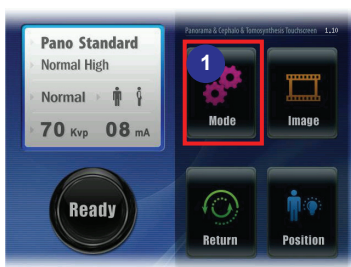 Panorama & Cephalo & Tomosynthesis Touchscreen 1.10
Pano Standard
Normal High
Normal
70 Kvp 08 mA
1
Mode
Image
Ready
Return
Position